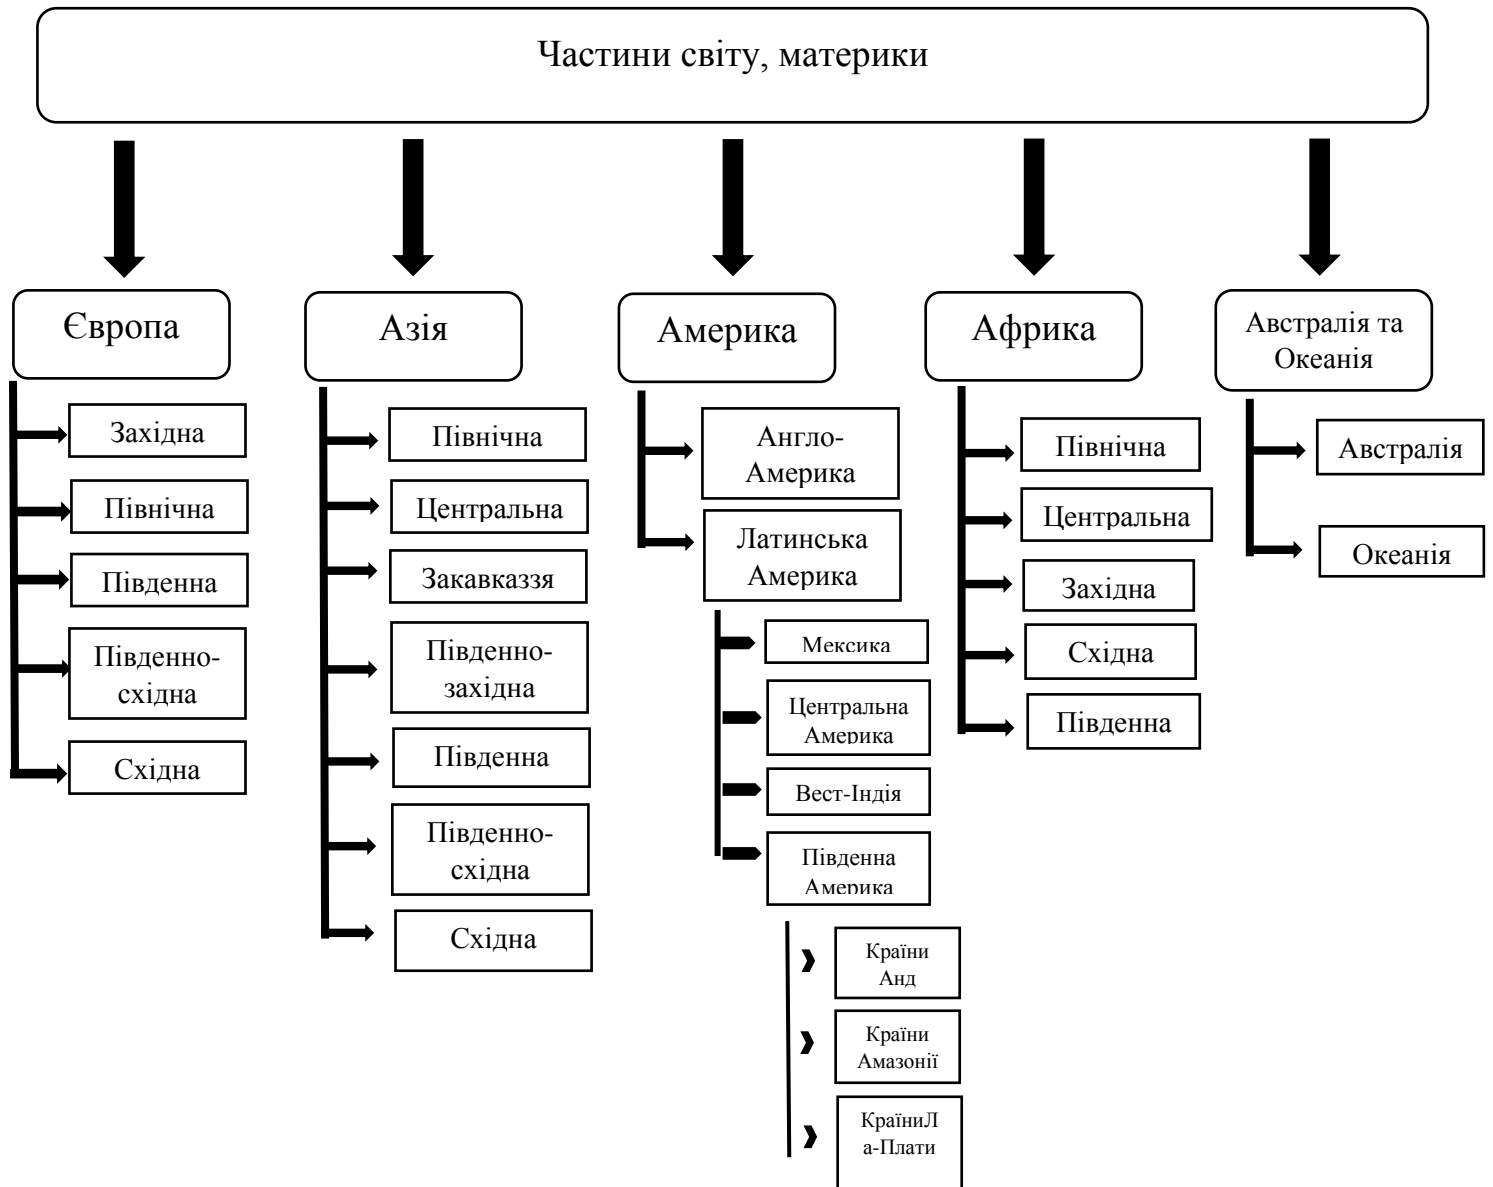 Частини світу, материки
Європа
Західна
Північна
Південна
Південно-
східна
Східна
Азія
Північна
Центральна
Закавказзя
Південно-
західна
Південна
Південно-
східна
Східна
Америка
Англо-
Америка
Латинська
Америка
Мексика
Центральна
Америка
Вест-Індія
Південна
Америка
Країни
Анд
Країни
Амазонії
КраїниЛ
а-Плати
Африка
Північна
Центральна
Західна
Східна
Південна
Австралія та
Океанія
Австралія
Океанія